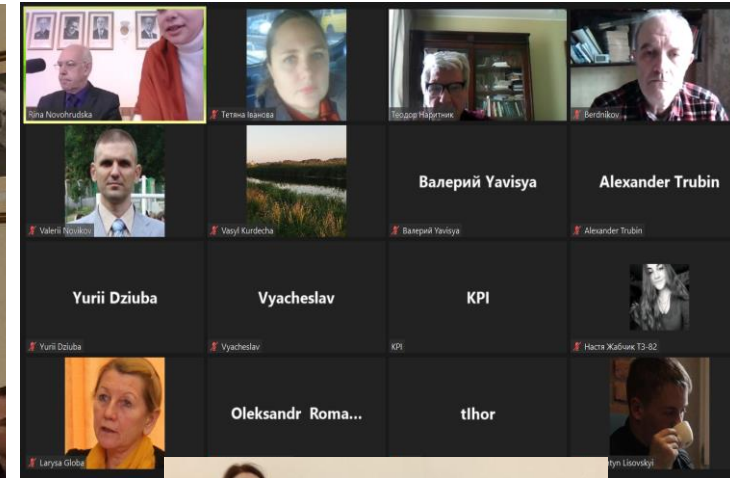 Rina Novohrudska
Тетяна Іванова
Теодор Наритник
Berdnikov
Valerii Novikov
Vasyl Kurdecha
Валерий Yavisya
Валерий Yavisya
Alexander Trubin
Alexander Trubin
Yurii Dziuba
Yurii Dziuba
Vyacheslav
Vyacheslav
KPI
KPI
Настя Жабчик ТЗ-82
Larysa Globa
Oleksandr Roma...
tIhor
Lisovskyi